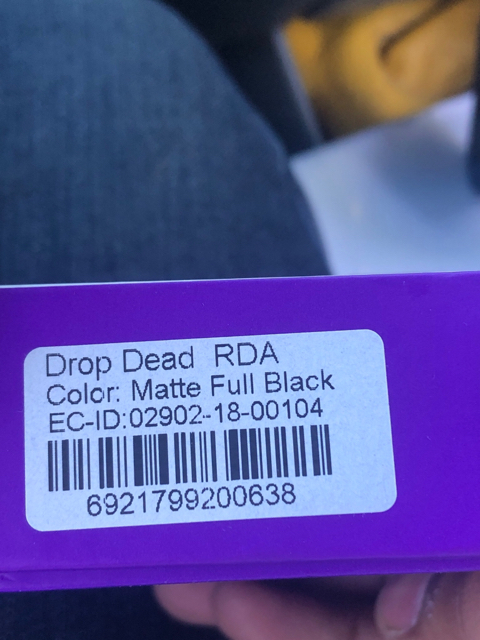 Drop Dead RDA
Color: Matte Full Black
EC-ID:02902-18-00104
6921799200638